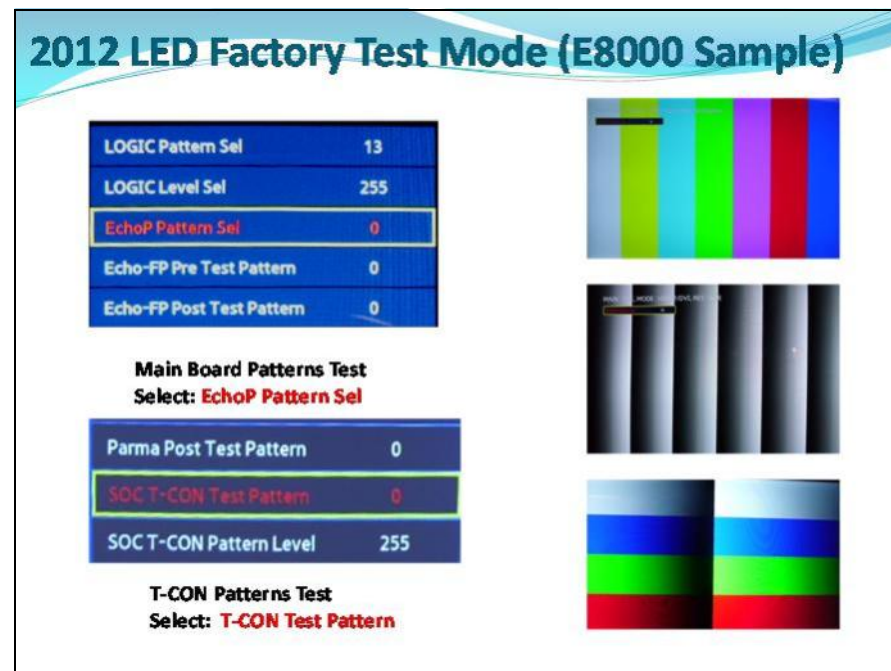 2012 LED Factory Test Mode (E8000 Sample)
LOGIC Pattern Sel 13
LOGIC Level Sel 255
EchoP Pattern Sel 0
Echo-FP Pre Test Pattern 0
Echo-FP Post Test Pattern 0
Main Board Patterns Test
Select: EchoP Pattern Sel
Parma Post Test Pattern 0
SOC T-CON Test Pattern 0
SOC T-CON Pattern Level 255
T-CON Patterns Test
Select: T-CON Test Pattern